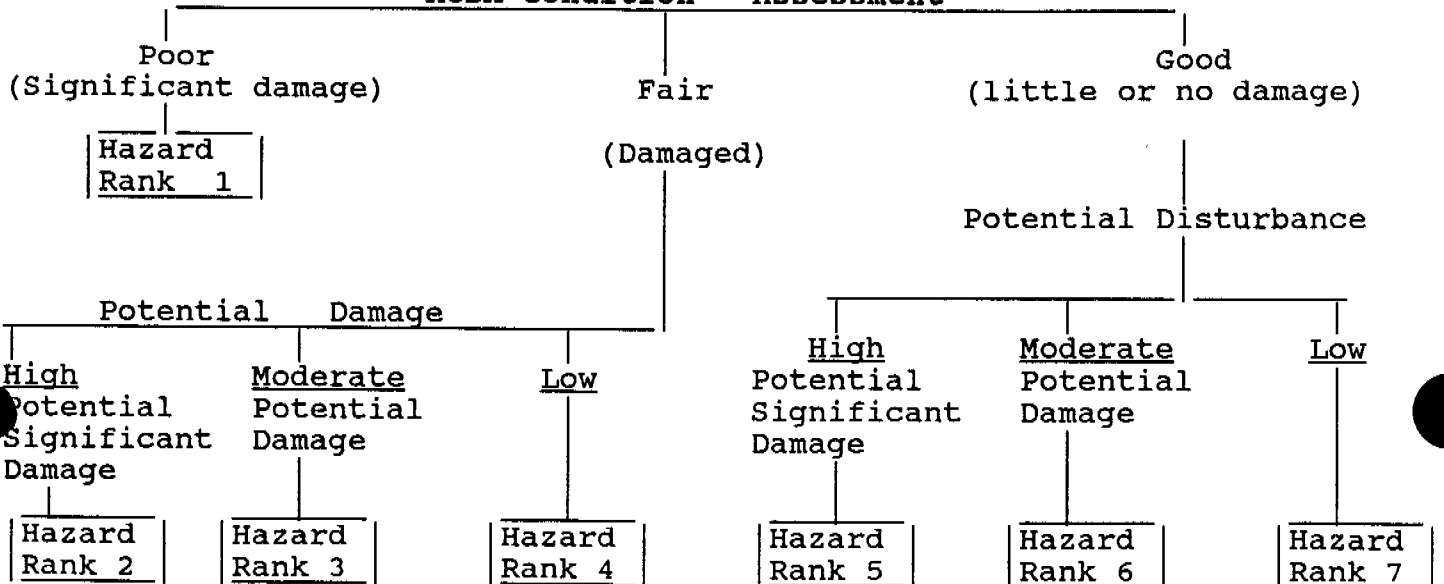 Condition Assessment
Poor
(Significant damage)
Hazard
Rank 1
Fair
(Damaged)
Good
(little or no damage)
Potential Disturbance
Potential Damage
High
Potential
Significant
Damage
Hazard
Rank 2
Moderate
Potential
Damage
Hazard
Rank 3
Low
Hazard
Rank 4
High
Potential
Significant
Damage
Hazard
Rank 5
Moderate
Potential
Damage
Hazard
Rank 6
Low
Hazard
Rank 7